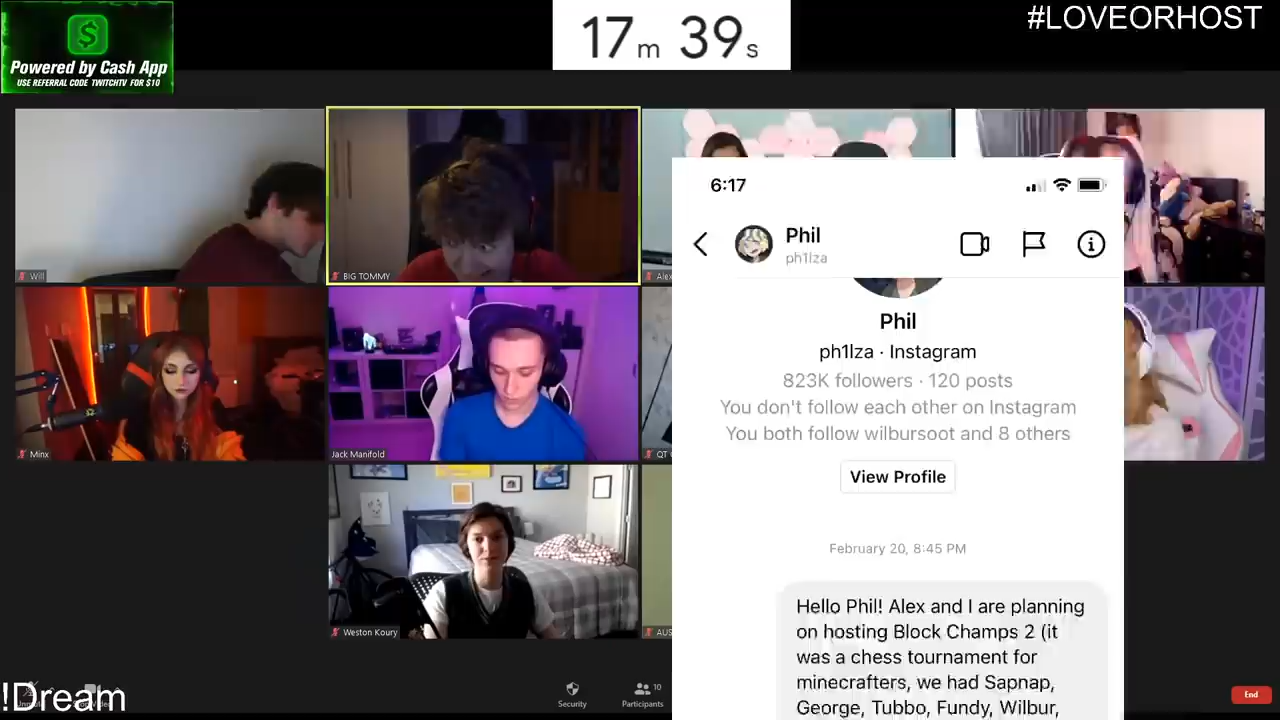 $
Powered by Cash App
USE REFERRAL CODE TWITCHTV FOR $10
17m 39s
#LOVEORHOST
Will
BIG TOMMY
Alex
Minx
Jack Manifold
QT
Weston Koury
AUS
6:17
Phil
ph1lza
Phil
ph1lza · Instagram
823K followers · 120 posts
You don't follow each other on Instagram
You both follow wilbursoot and 8 others
View Profile
February 20, 8:45 PM
Hello Phil! Alex and I are planning
on hosting Block Champs 2 (it
was a chess tournament for
minecrafters, we had Sapnap,
George, Tubbo, Fundy, Wilbur,
!Dream
Security
10
Participants
End